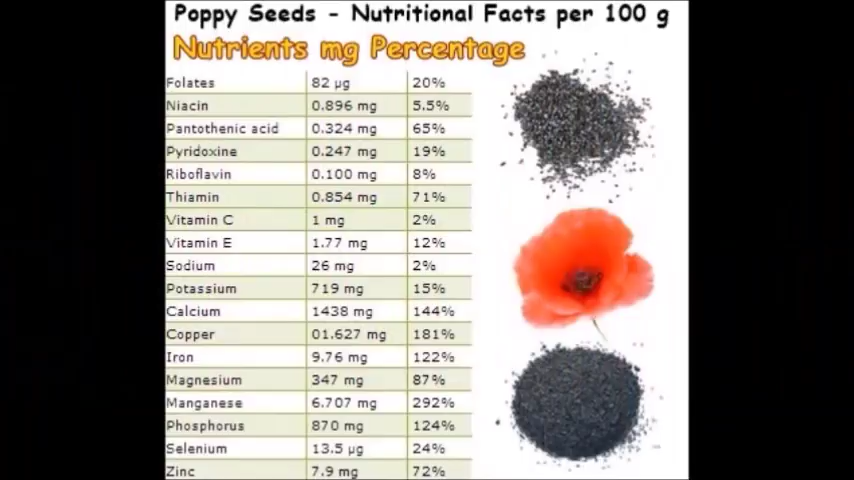 Poppy Seeds - Nutritional Facts per 100 g
Nutrients mg Percentage
Folates 82 µg 20%
Niacin 0.896 mg 5.5%
Pantothenic acid 0.324 mg 65%
Pyridoxine 0.247 mg 19%
Riboflavin 0.100 mg 8%
Thiamin 0.854 mg 71%
Vitamin C 1 mg 2%
Vitamin E 1.77 mg 12%
Sodium 26 mg 2%
Potassium 719 mg 15%
Calcium 1438 mg 144%
Copper 01.627 mg 181%
Iron 9.76 mg 122%
Magnesium 347 mg 87%
Manganese 6.707 mg 292%
Phosphorus 870 mg 124%
Selenium 13.5 µg 24%
Zinc 7.9 mg 72%